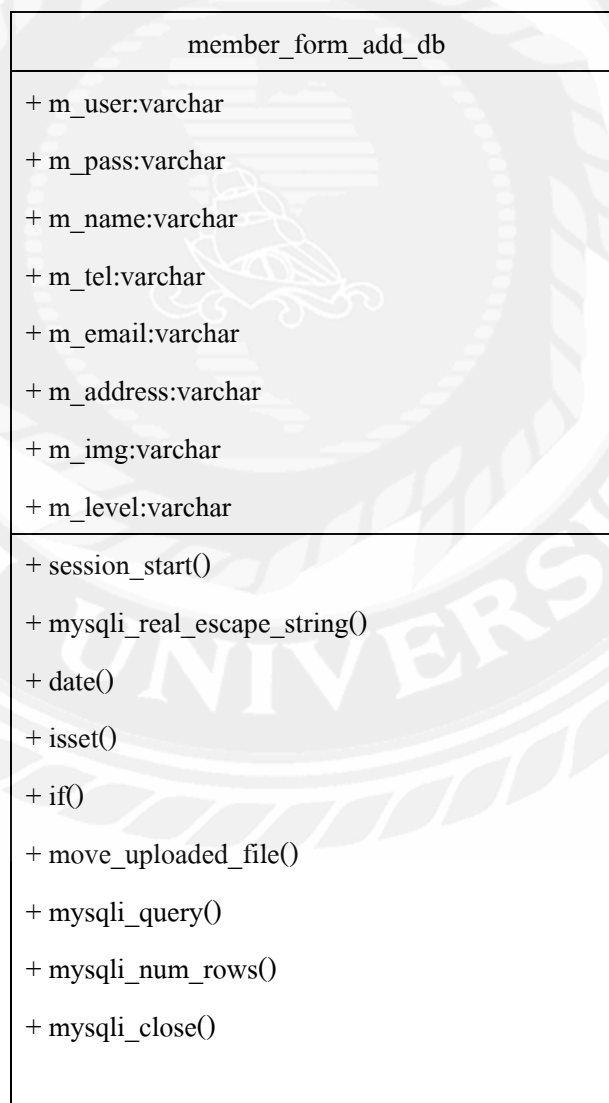 member_form_add_db
+ m_user:varchar
+ m_pass:varchar
+ m_name:varchar
+ m_tel:varchar
+ m_email:varchar
+ m_address:varchar
+ m_img:varchar
+ m_level:varchar
+ session_start()
+ mysqli_real_escape_string()
+ date()
+ isset()
+ if()
+ move_uploaded_file()
+ mysqli_query()
+ mysqli_num_rows()
+ mysqli_close()